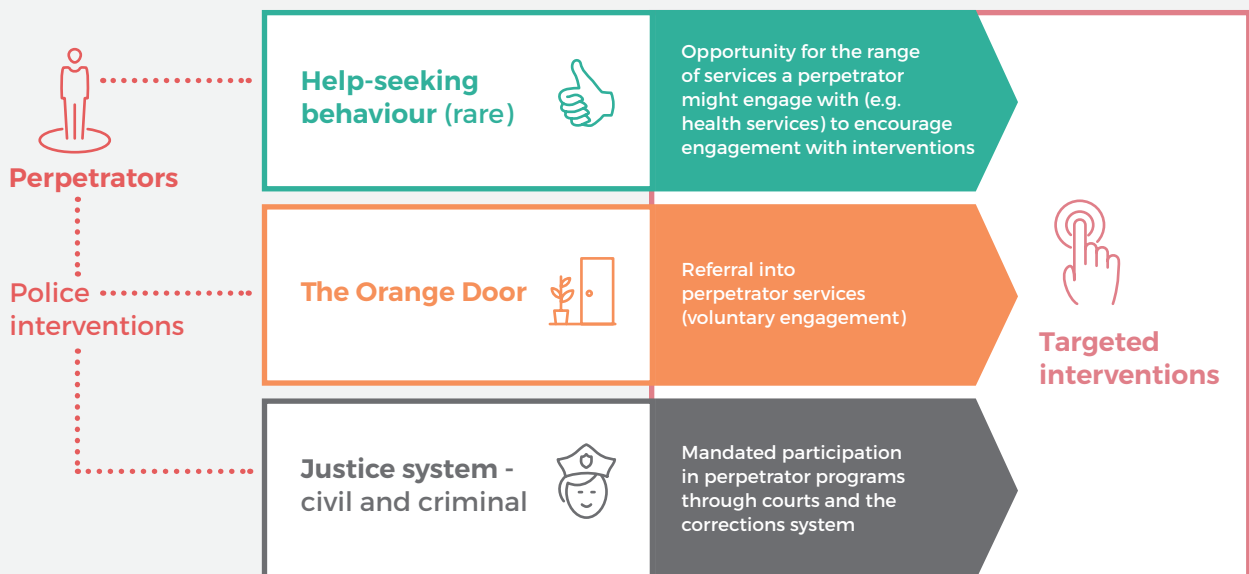 Perpetrators
Police
interventions
Help-seeking
behaviour (rare)
Opportunity for the range
of services a perpetrator
might engage with (e.g.
health services) to encourage
engagement with interventions
The Orange Door
Referral into
perpetrator services
(voluntary engagement)
Justice system -
civil and criminal
Mandated participation
in perpetrator programs
through courts and the
corrections system
Targeted
interventions